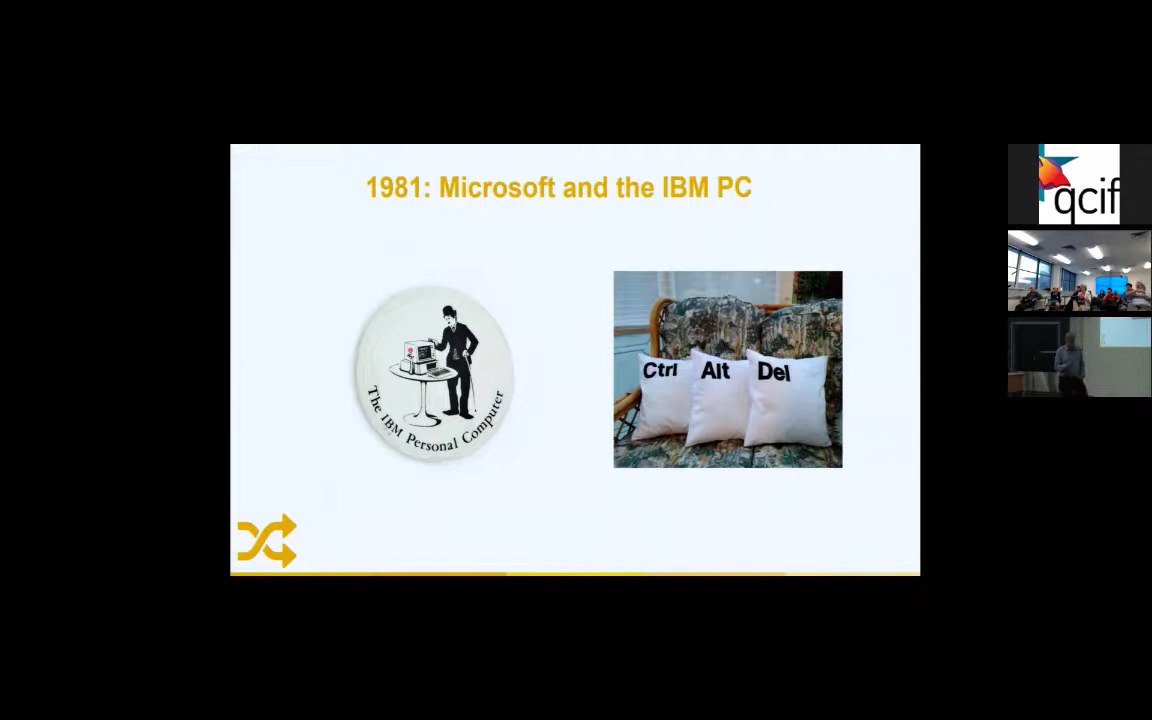 1981: Microsoft and the IBM PC
The IBM Personal Computer
Ctrl Alt Del
qcif